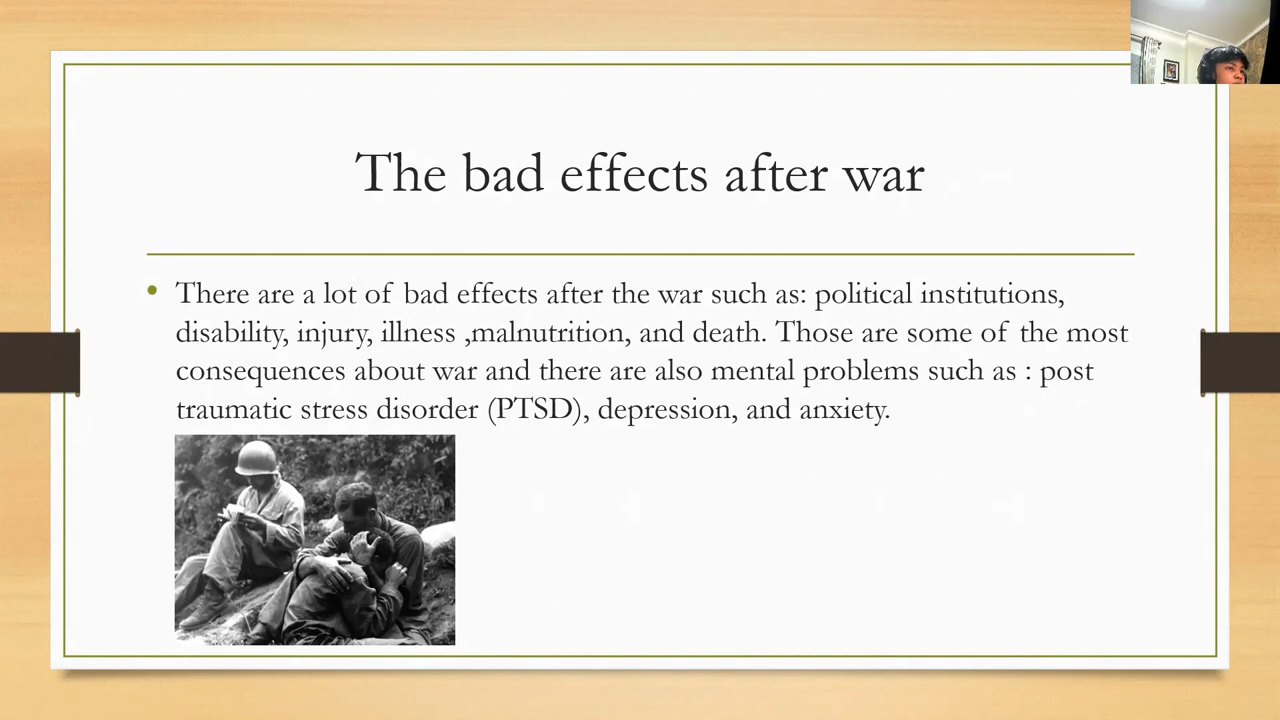 The bad effects after war
There are a lot of bad effects after the war such as: political institutions,
disability, injury, illness ,malnutrition, and death. Those are some of the most
consequences about war and there are also mental problems such as : post
traumatic stress disorder (PTSD), depression, and anxiety.